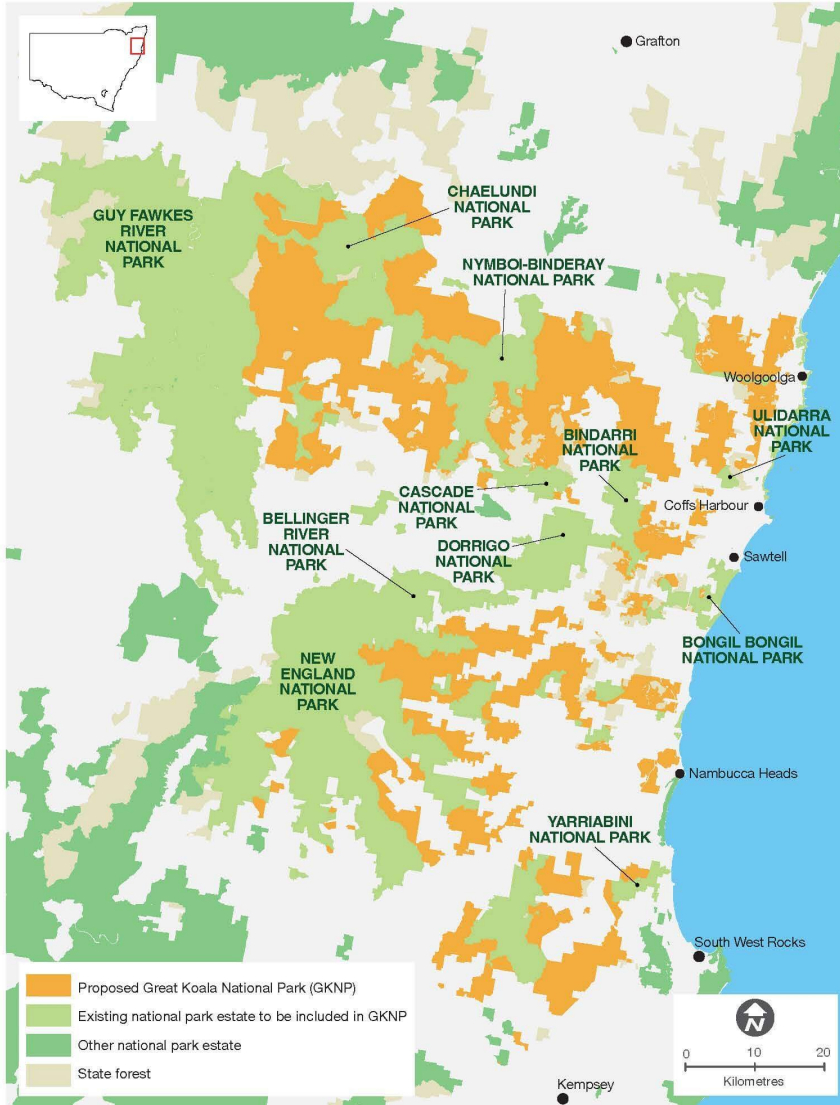 Grafton
CHAELUNDI
NATIONAL
PARK
GUY FAWKES
RIVER
NATIONAL
PARK
NYMBOI-BINDERAY
NATIONAL PARK
Woolgoolga
ULIDARRA
NATIONAL
PARK
BINDARRI
NATIONAL
PARK
CASCADE
NATIONAL
PARK
Coffs Harbour
BELLINGER
RIVER
NATIONAL
PARK
DORRIGO
NATIONAL
PARK
Sawtell
BONGIL BONGIL
NATIONAL PARK
NEW
ENGLAND
NATIONAL
PARK
Nambucca Heads
YARRIABINI
NATIONAL PARK
South West Rocks
Proposed Great Koala National Park (GKNP)
Existing national park estate to be included in GKNP
Other national park estate
State forest
N
0 10 20
Kilometres
Kempsey